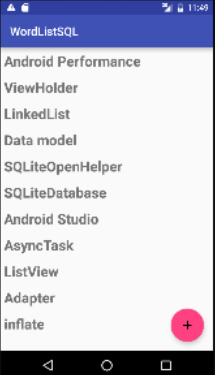 11:49
WordListSQL
Android Performance
ViewHolder
LinkedList
Data model
SQLiteOpenHelper
SQLiteDatabase
Android Studio
AsyncTask
ListView
Adapter
inflate
+